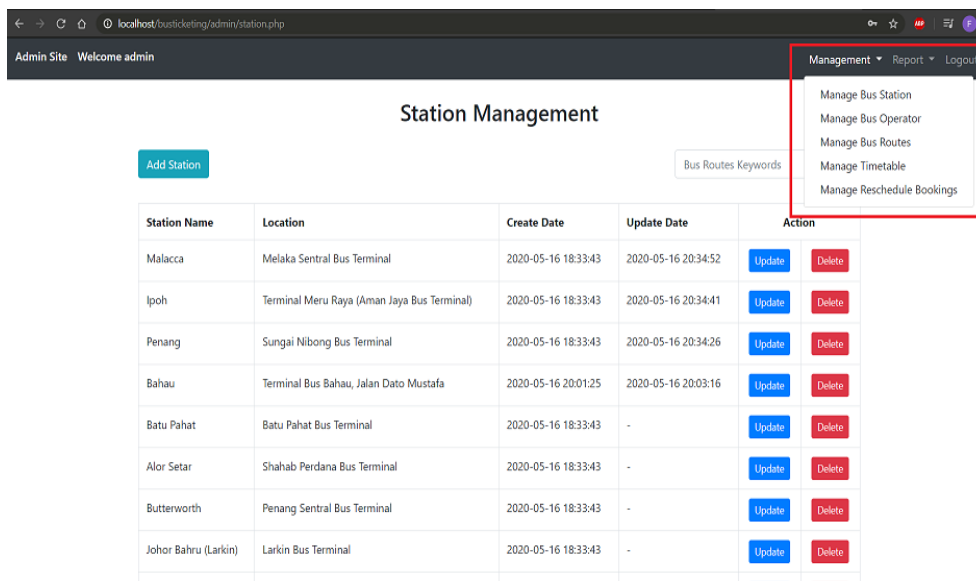 localhost/busticketing/admin/station.php
ABP
F
Admin Site Welcome admin
Management Report Logout
Manage Bus Station
Manage Bus Operator
Manage Bus Routes
Manage Timetable
Manage Reschedule Bookings
Station Management
Add Station
Bus Routes Keywords
Station Name Location Create Date Update Date Action
Malacca Melaka Sentral Bus Terminal 2020-05-16 18:33:43 2020-05-16 20:34:52 Update Delete
Ipoh Terminal Meru Raya (Aman Jaya Bus Terminal) 2020-05-16 18:33:43 2020-05-16 20:34:41 Update Delete
Penang Sungai Nibong Bus Terminal 2020-05-16 18:33:43 2020-05-16 20:34:26 Update Delete
Bahau Terminal Bus Bahau, Jalan Dato Mustafa 2020-05-16 20:01:25 2020-05-16 20:03:16 Update Delete
Batu Pahat Batu Pahat Bus Terminal 2020-05-16 18:33:43 - Update Delete
Alor Setar Shahab Perdana Bus Terminal 2020-05-16 18:33:43 - Update Delete
Butterworth Penang Sentral Bus Terminal 2020-05-16 18:33:43 - Update Delete
Johor Bahru (Larkin) Larkin Bus Terminal 2020-05-16 18:33:43 - Update Delete